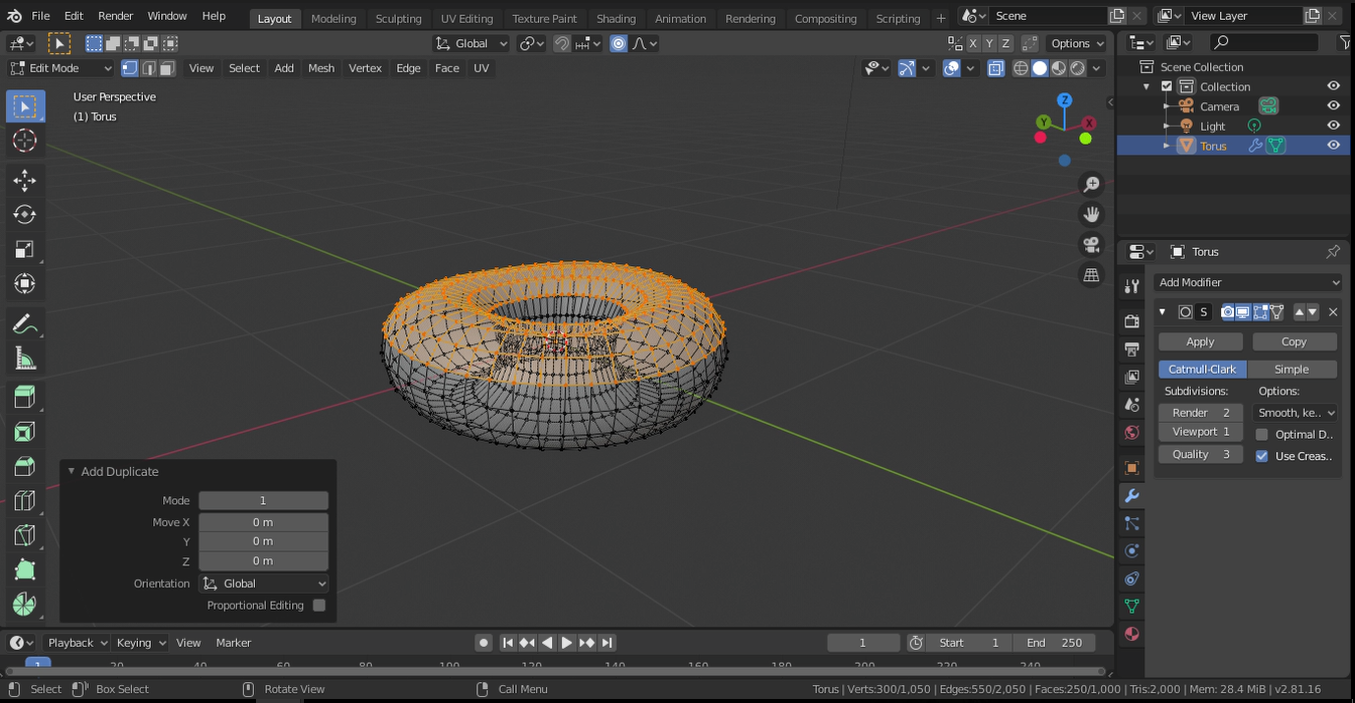 File Edit Render Window Help Layout Modeling Sculpting UV Editing Texture Paint Shading Animation Rendering Compositing Scripting + Scene View Layer
Global X Y Z Options
Edit Mode View Select Add Mesh Vertex Edge Face UV
User Perspective
(1) Torus
Z
Y X
Scene Collection
Collection
Camera
Light
Torus
Torus
Add Modifier
S
Apply Copy
Catmull-Clark Simple
Subdivisions: Options:
Render 2 Smooth, ke..
Viewport 1 Optimal D..
Quality 3 Use Creas..
Add Duplicate
Mode 1
Move X 0 m
Y 0 m
Z 0 m
Orientation Global
Proportional Editing
Playback Keying View Marker 1 Start 1 End 250
1 20 40 60 80 100 120 140 160 180 200 220 240
Select Box Select Rotate View Call Menu Torus | Verts:300/1,050 | Edges:550/2,050 | Faces:250/1,000 | Tris:2,000 | Mem: 28.4 MiB | v2.81.16